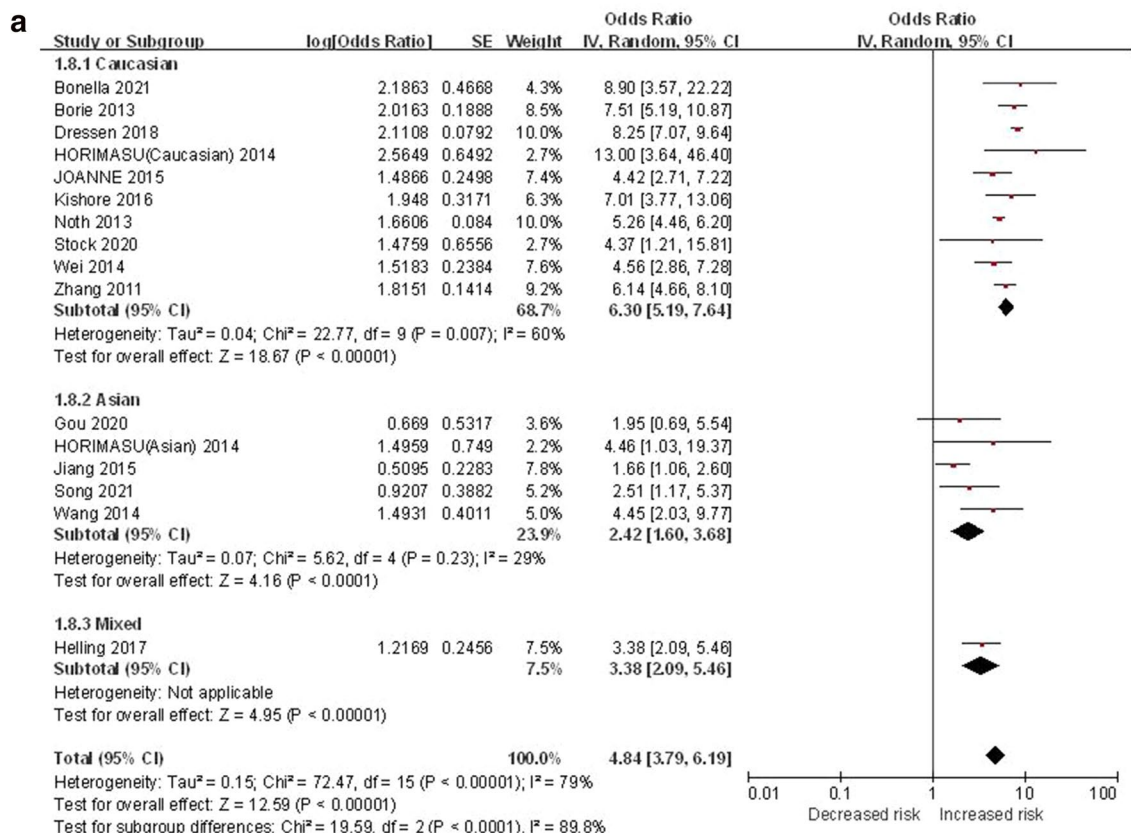 a
Odds Ratio Odds Ratio
Study or Subgroup log[Odds Ratio] SE Weight IV, Random, 95% CI IV, Random, 95% CI
1.8.1 Caucasian
Bonella 2021 2.1863 0.4668 4.3% 8.90 [3.57, 22.22]
Borie 2013 2.0163 0.1888 8.5% 7.51 [5.19, 10.87]
Dressen 2018 2.1108 0.0792 10.0% 8.25 [7.07, 9.64]
HORIMASU(Caucasian) 2014 2.5649 0.6492 2.7% 13.00 [3.64, 46.40]
JOANNE 2015 1.4866 0.2498 7.4% 4.42 [2.71, 7.22]
Kishore 2016 1.948 0.3171 6.3% 7.01 [3.77, 13.06]
Noth 2013 1.6606 0.084 10.0% 5.26 [4.46, 6.20]
Stock 2020 1.4759 0.6556 2.7% 4.37 [1.21, 15.81]
Wei 2014 1.5183 0.2384 7.6% 4.56 [2.86, 7.28]
Zhang 2011 1.8151 0.1414 9.2% 6.14 [4.66, 8.10]
Subtotal (95% CI) 68.7% 6.30 [5.19, 7.64]
Heterogeneity: Tau² = 0.04; Chi² = 22.77, df = 9 (P = 0.007); I² = 60%
Test for overall effect: Z = 18.67 (P < 0.00001)
1.8.2 Asian
Gou 2020 0.669 0.5317 3.6% 1.95 [0.69, 5.54]
HORIMASU(Asian) 2014 1.4959 0.749 2.2% 4.46 [1.03, 19.37]
Jiang 2015 0.5095 0.2283 7.8% 1.66 [1.06, 2.60]
Song 2021 0.9207 0.3882 5.2% 2.51 [1.17, 5.37]
Wang 2014 1.4931 0.4011 5.0% 4.45 [2.03, 9.77]
Subtotal (95% CI) 23.9% 2.42 [1.60, 3.68]
Heterogeneity: Tau² = 0.07; Chi² = 5.62, df = 4 (P = 0.23); I² = 29%
Test for overall effect: Z = 4.16 (P < 0.0001)
1.8.3 Mixed
Helling 2017 1.2169 0.2456 7.5% 3.38 [2.09, 5.46]
Subtotal (95% CI) 7.5% 3.38 [2.09, 5.46]
Heterogeneity: Not applicable
Test for overall effect: Z = 4.95 (P < 0.00001)
Total (95% CI) 100.0% 4.84 [3.79, 6.19]
Heterogeneity: Tau² = 0.15; Chi² = 72.47, df = 15 (P < 0.00001); I² = 79%
Test for overall effect: Z = 12.59 (P < 0.00001)
Test for subgroup differences: Chi² = 19.59, df = 2 (P < 0.0001), I² = 89.8%
0.01 0.1 1 10 100
Decreased risk Increased risk